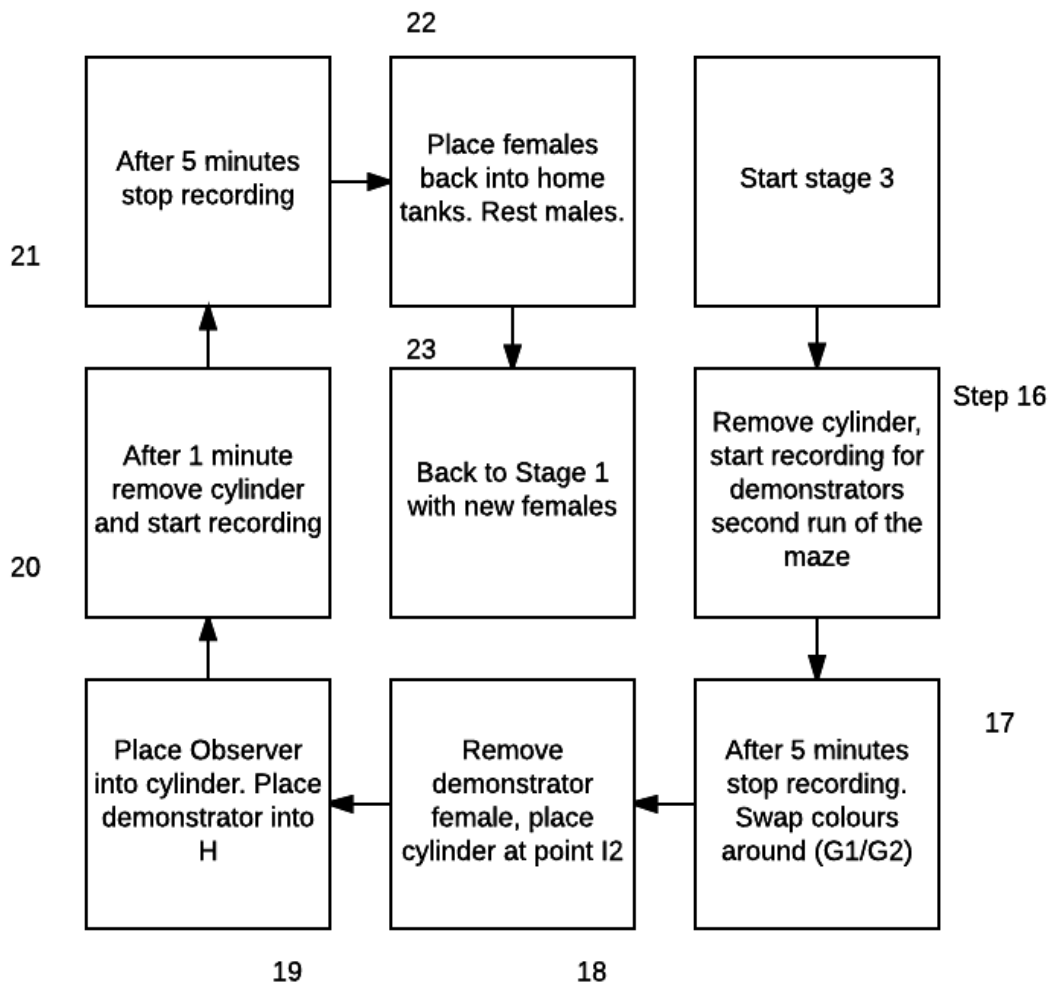 22
After 5 minutes
stop recording
Place females
back into home
tanks. Rest males.
Start stage 3
21
23
Step 16
After 1 minute
remove cylinder
and start recording
Back to Stage 1
with new females
Remove cylinder,
start recording for
demonstrators
second run of the
maze
20
17
Place Observer
into cylinder. Place
demonstrator into
H
Remove
demonstrator
female, place
cylinder at point I2
After 5 minutes
stop recording.
Swap colours
around (G1/G2)
19
18